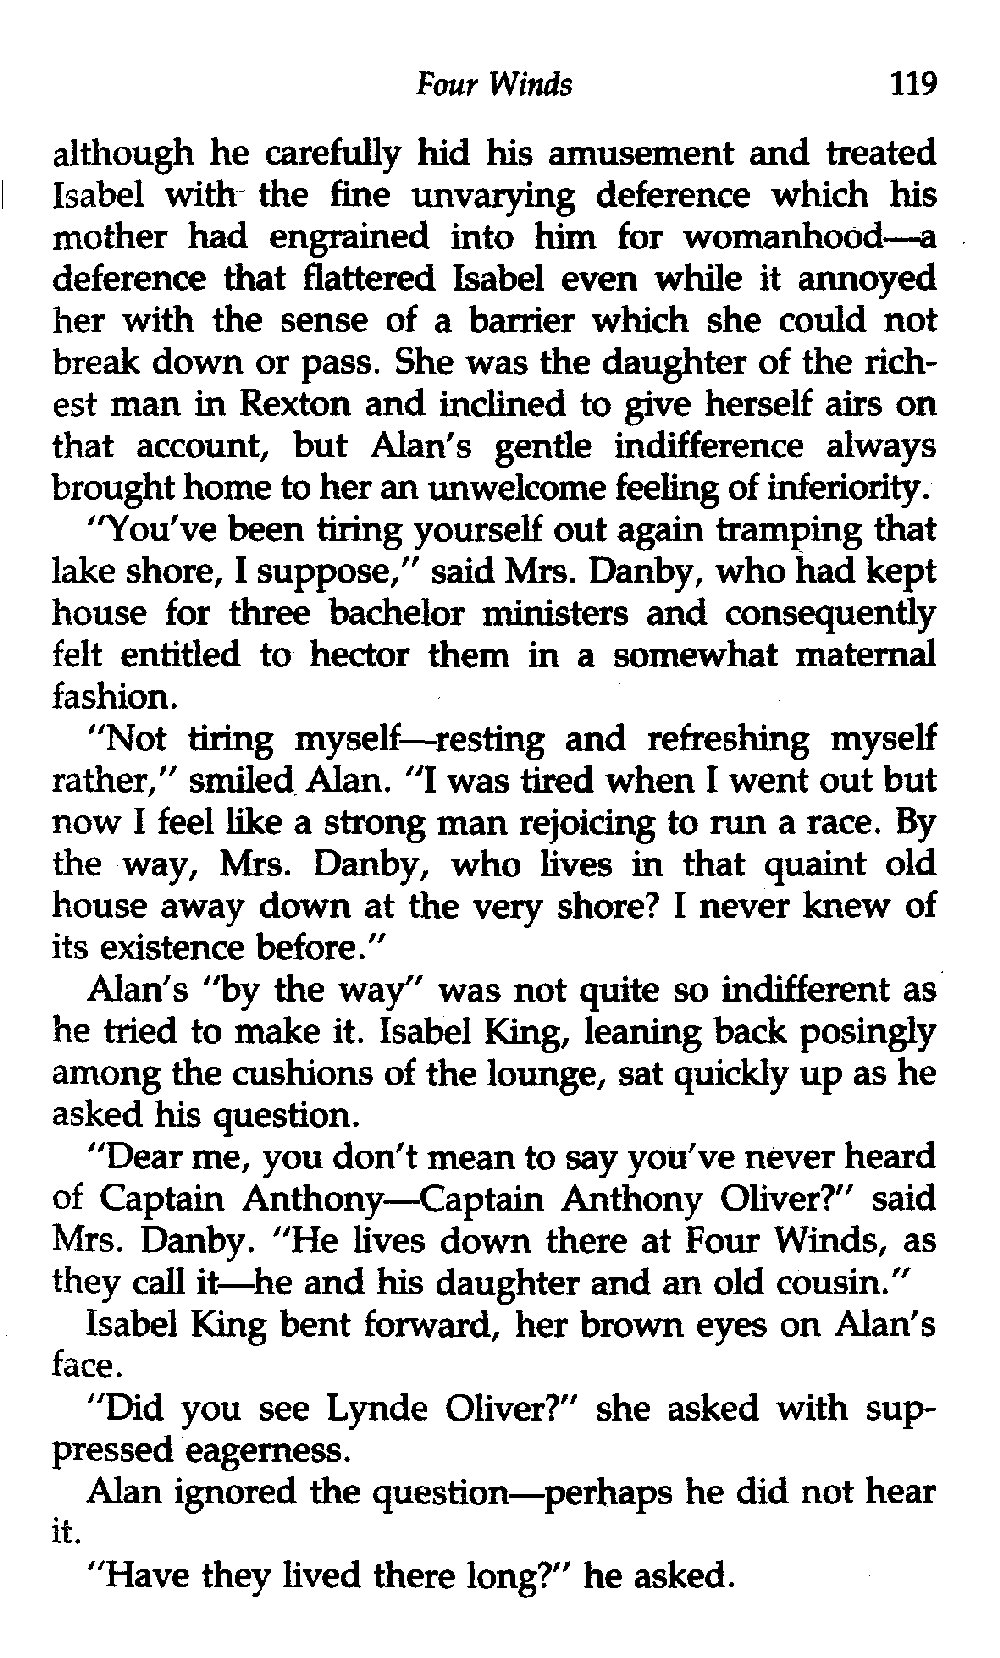 Four Winds 119
although he carefully hid his amusement and treated
Isabel with the fine unvarying deference which his
mother had engrained into him for womanhood—a
deference that flattered Isabel even while it annoyed
her with the sense of a barrier which she could not
break down or pass. She was the daughter of the rich-
est man in Rexton and inclined to give herself airs on
that account, but Alan's gentle indifference always
brought home to her an unwelcome feeling of inferiority.
"You've been tiring yourself out again tramping that
lake shore, I suppose," said Mrs. Danby, who had kept
house for three bachelor ministers and consequently
felt entitled to hector them in a somewhat maternal
fashion.
"Not tiring myself—resting and refreshing myself
rather," smiled Alan. "I was tired when I went out but
now I feel like a strong man rejoicing to run a race. By
the way, Mrs. Danby, who lives in that quaint old
house away down at the very shore? I never knew of
its existence before."
Alan's "by the way" was not quite so indifferent as
he tried to make it. Isabel King, leaning back posingly
among the cushions of the lounge, sat quickly up as he
asked his question.
"Dear me, you don't mean to say you've never heard
of Captain Anthony—Captain Anthony Oliver?" said
Mrs. Danby. "He lives down there at Four Winds, as
they call it—he and his daughter and an old cousin."
Isabel King bent forward, her brown eyes on Alan's
face.
"Did you see Lynde Oliver?" she asked with sup-
pressed eagerness.
Alan ignored the question—perhaps he did not hear
it.
"Have they lived there long?" he asked.